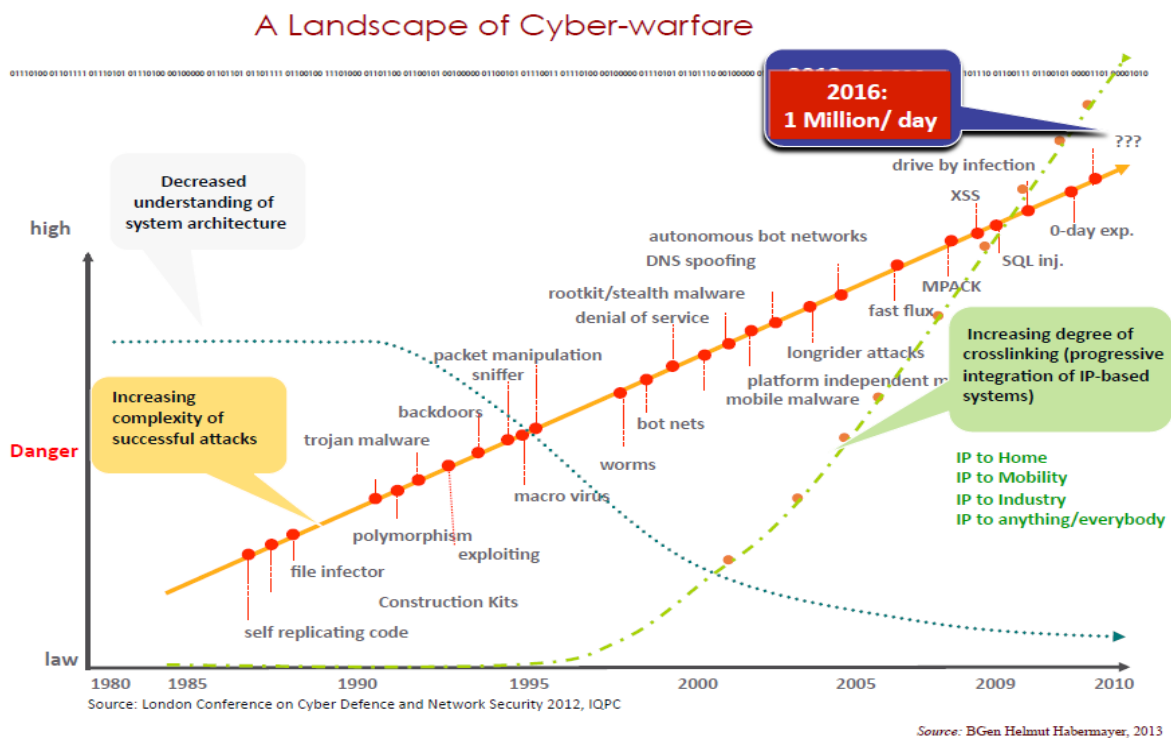 A Landscape of Cyber-warfare
01110100 01101111 01110101 01110100 00100000
2016:
1 Million/ day
???
drive by infection
Decreased
understanding of
system architecture
XSS
high
0-day exp.
autonomous bot networks
DNS spoofing
SQL inj.
MPACK
rootkit/stealth malware
denial of service
fast flux
Increasing degree of
crosslinking (progressive
integration of IP-based
systems)
longrider attacks
packet manipulation
sniffer
platform independent m
mobile malware
Increasing
complexity of
successful attacks
backdoors
bot nets
trojan malware
Danger
worms
IP to Home
IP to Mobility
IP to Industry
IP to anything/everybody
macro virus
polymorphism
exploiting
file infector
Construction Kits
self replicating code
law
1980 1985 1990 1995 2000 2005 2009 2010
Source: London Conference on Cyber Defence and Network Security 2012, IQPC
Source: BGen Helmut Habermayer, 2013